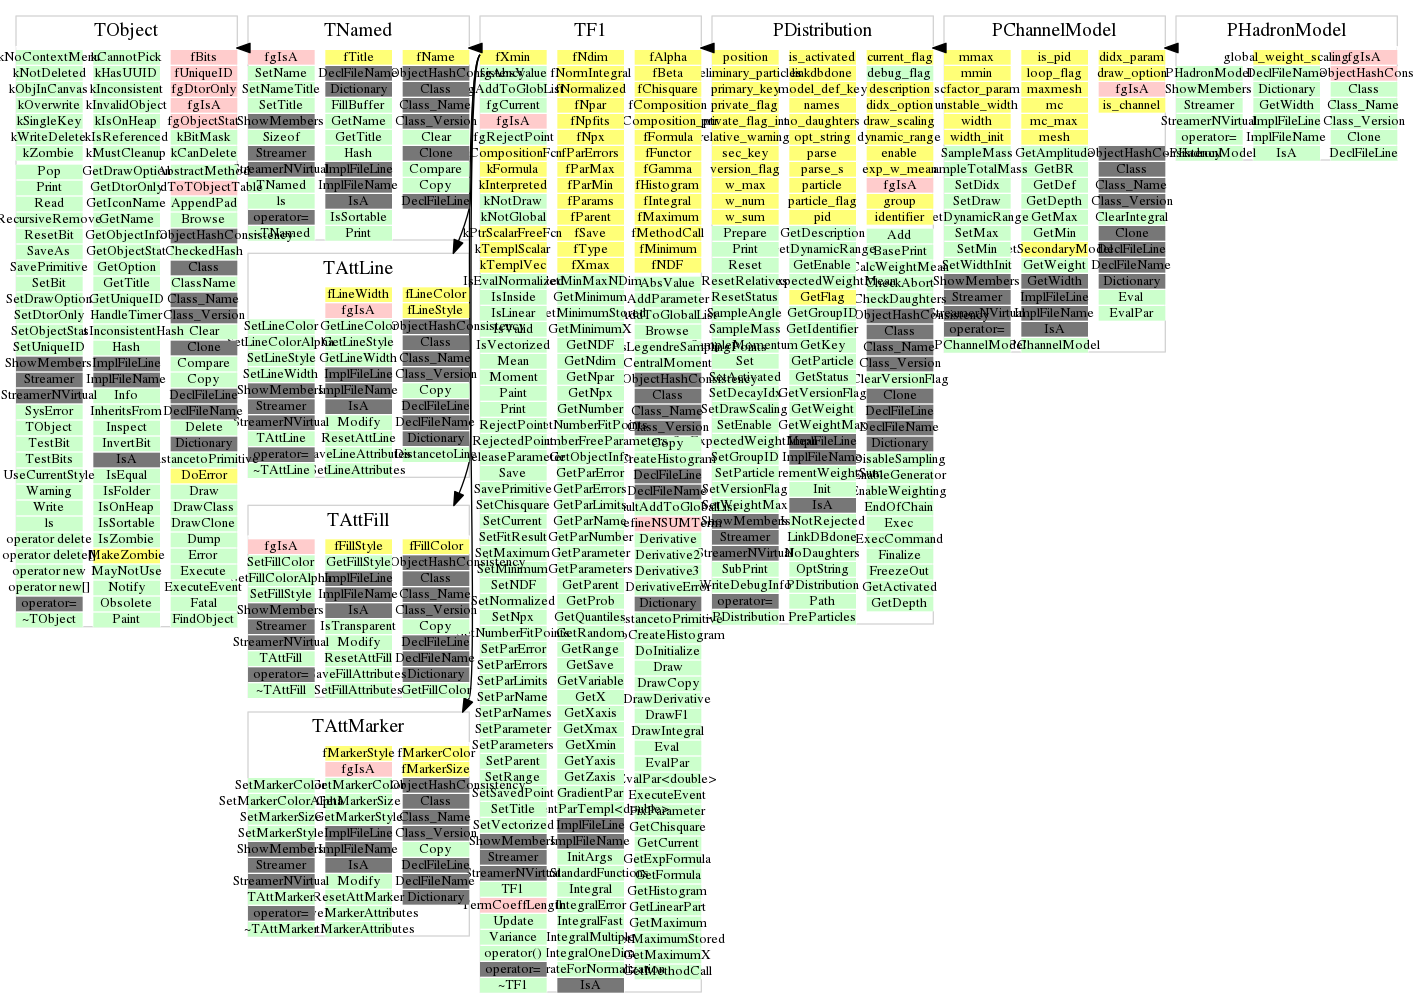 TObject
kNoContextMenu kCannotPick fBits
kNotDeleted kHasUUID fUniqueID
kObjInCanvas kInconsistent fgDtorOnly
kOverwrite kInvalidObject fgIsA
kSingleKey kIsOnHeap fgObjectStat
kWriteDelete kIsReferenced kBitMask
kZombie kMustCleanup kCanDelete
Pop GetDrawOption AbstractMethod
Print GetDtorOnly AddToTObjectTable
Read GetIconName AppendPad
RecursiveRemove GetName Browse
ResetBit GetObjectInfo ObjectHashConsistency
SaveAs GetObjectStat CheckedHash
SavePrimitive GetOption Class
SetBit GetTitle ClassName
SetDrawOption GetUniqueID Class_Name
SetDtorOnly HandleTimer Class_Version
SetObjectStat HasInconsistentHash Clear
SetUniqueID Hash Clone
ShowMembers ImplFileLine Compare
Streamer ImplFileName Copy
StreamerNVirtual Info DeclFileLine
SysError InheritsFrom DeclFileName
TObject Inspect Delete
TestBit InvertBit Dictionary
TestBits IsA DistancetoPrimitive
UseCurrentStyle IsEqual DoError
Warning IsFolder Draw
Write IsOnHeap DrawClass
ls IsSortable DrawClone
operator delete IsZombie Dump
operator delete[] MakeZombie Error
operator new MayNotUse Execute
operator new[] Notify ExecuteEvent
operator= Obsolete Fatal
~TObject Paint FindObject
TNamed
fgIsA fTitle fName
SetName DeclFileName ObjectHashConsistency
SetNameTitle Dictionary Class
SetTitle FillBuffer Class_Name
ShowMembers GetName Class_Version
Sizeof GetTitle Clear
Streamer Hash Clone
StreamerNVirtual ImplFileLine Compare
TNamed ImplFileName Copy
ls IsA DeclFileLine
operator= IsSortable
~TNamed Print
TAttLine
fLineWidth fLineColor
fgIsA fLineStyle
SetLineColor GetLineColor ObjectHashConsistency
SetLineColorAlpha GetLineStyle Class
SetLineStyle GetLineWidth Class_Name
SetLineWidth ImplFileLine Class_Version
ShowMembers ImplFileName Copy
Streamer IsA DeclFileLine
StreamerNVirtual Modify DeclFileName
TAttLine ResetAttLine Dictionary
operator= SaveLineAttributes DistancetoLine
~TAttLine SetLineAttributes
TAttFill
fgIsA fFillStyle fFillColor
SetFillColor GetFillStyle ObjectHashConsistency
SetFillColorAlpha ImplFileLine Class
SetFillStyle ImplFileName Class_Name
ShowMembers IsA Class_Version
Streamer IsTransparent Copy
StreamerNVirtual Modify DeclFileLine
TAttFill ResetAttFill DeclFileName
operator= SaveFillAttributes Dictionary
~TAttFill SetFillAttributes GetFillColor
TAttMarker
fMarkerStyle fMarkerColor
fgIsA fMarkerSize
SetMarkerColor GetMarkerColor ObjectHashConsistency
SetMarkerColorAlpha GetMarkerSize Class
SetMarkerSize GetMarkerStyle Class_Name
SetMarkerStyle ImplFileLine Class_Version
ShowMembers ImplFileName Copy
Streamer IsA DeclFileLine
StreamerNVirtual Modify DeclFileName
TAttMarker ResetAttMarker Dictionary
operator= SaveMarkerAttributes
~TAttMarker SetMarkerAttributes
TF1
fXmin fNdim fAlpha
fgAbsValue fNormIntegral fBeta
fgAddToGlobList fNormalized fChisquare
fgCurrent fNpar fComposition
fgIsA fNpfits fComposition_ptr
fgRejectPoint fNpx fFormula
kCompositionFcn fParErrors fFunctor
kFormula fParMax fGamma
kInterpreted fParMin fHistogram
kNotDraw fParams fIntegral
kNotGlobal fParent fMaximum
kPtrScalarFreeFcn fSave fMethodCall
kTemplScalar fType fMinimum
kTemplVec fXmax fNDF
IsEvalNormalized GetMinMaxNDim AbsValue
IsInside GetMinimum AddParameter
IsLinear GetMinimumStored AddToGlobalList
IsValid GetMinimumX Browse
IsVectorized GetNDF CalcGaussLegendreSamplingPoints
Mean GetNdim CentralMoment
Moment GetNpar ObjectHashConsistency
Paint GetNpx Class
Print GetNumber Class_Name
RejectPoint GetNumberFitPoints Class_Version
RejectedPoint GetNumberFreeParameters Copy
ReleaseParameter GetObjectInfo CreateHistogram
Save GetParError DeclFileLine
SavePrimitive GetParErrors DeclFileName
SetChisquare GetParLimits DefaultAddToGlobalList
SetCurrent GetParName DefineNSUMTerm
SetFitResult GetParNumber Derivative
SetMaximum GetParameter Derivative2
SetMinimum GetParameters Derivative3
SetNDF GetParent DerivativeError
SetNormalized GetProb Dictionary
SetNpx GetQuantiles DistancetoPrimitive
SetNumberFitPoints GetRandom DoCreateHistogram
SetParError GetRange DoInitialize
SetParErrors GetSave Draw
SetParLimits GetVariable DrawCopy
SetParName GetX DrawDerivative
SetParNames GetXaxis DrawF1
SetParameter GetXmax DrawIntegral
SetParameters GetXmin Eval
SetParent GetYaxis EvalPar
SetRange GetZaxis EvalPar<double>
SetSavedPoint GradientPar ExecuteEvent
SetTitle GradientParTempl<double> FixParameter
SetVectorized ImplFileLine GetChisquare
ShowMembers ImplFileName GetCurrent
Streamer InitArgs GetExpFormula
StreamerNVirtual InitStandardFunctions GetFormula
TF1 Integral GetHistogram
TermCoeffLength IntegralError GetLinearPart
Update IntegralFast GetMaximum
Variance IntegralMultiple GetMaximumStored
operator() IntegralOneDim GetMaximumX
operator= IntegrateForNormalization GetMethodCall
~TF1 IsA
PDistribution
position is_activated current_flag
preliminary_particles linkdbdone debug_flag
primary_key model_def_key description
private_flag names didx_option
private_flag_int no_daughters draw_scaling
relative_warning opt_string dynamic_range
sec_key parse enable
version_flag parse_s exp_w_mean
w_max particle fgIsA
w_num particle_flag group
w_sum pid identifier
Prepare GetDescription Add
Print GetDynamicRange BasePrint
Reset GetEnable CalcWeightMean
ResetRelatives GetExpectedWeightMean CheckAbort
ResetStatus GetFlag CheckDaughters
SampleAngle GetGroupID ObjectHashConsistency
SampleMass GetIdentifier Class
SampleMomentum GetKey Class_Name
Set GetParticle Class_Version
SetActivated GetStatus ClearVersionFlag
SetDecayIdx GetVersionFlag Clone
SetDrawScaling GetWeight DeclFileLine
SetEnable GetWeightMax DeclFileName
SetExpectedWeightMean ImplFileLine Dictionary
SetGroupID ImplFileName DisableSampling
SetParticle IncrementWeightSum EnableGenerator
SetVersionFlag Init EnableWeighting
SetWeightMax IsA EndOfChain
ShowMembers IsNotRejected Exec
Streamer LinkDBdone ExecCommand
StreamerNVirtual NoDaughters Finalize
SubPrint OptString FreezeOut
WriteDebugInfo PDistribution GetActivated
operator= Path GetDepth
~PDistribution PreParticles
PChannelModel
mmax is_pid didx_param
mmin loop_flag draw_option
scfactor_param maxmesh fgIsA
unstable_width mc is_channel
width mc_max
width_init mesh
SampleMass GetAmplitude ObjectHashConsistency
SampleTotalMass GetBR Class
SetDidx GetDef Class_Name
SetDraw GetDepth Class_Version
SetDynamicRange GetMax ClearIntegral
SetMax GetMin Clone
SetMin GetSecondaryModel DeclFileLine
SetWidthInit GetWeight DeclFileName
ShowMembers GetWidth Dictionary
Streamer ImplFileLine Eval
StreamerNVirtual ImplFileName EvalPar
operator= IsA
~PChannelModel PChannelModel
PHadronModel
global_weight_scaling fgIsA
PHadronModel DeclFileName ObjectHashCons
ShowMembers Dictionary Class
Streamer GetWidth Class_Name
StreamerNVirtual ImplFileLine Class_Version
operator= ImplFileName Clone
~PHadronModel IsA DeclFileLine